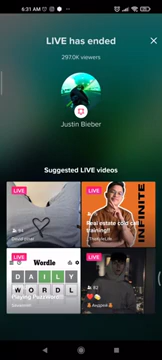 6:31 AM
LIVE has ended
297.0K viewers
Justin Bieber
Suggested LIVE videos
LIVE
LIVE
INFINITE
Real estate cold call
training!!
LIVE
Wordle
DAILY
WORDL
Playing Puzzles!!!
LIVE
82